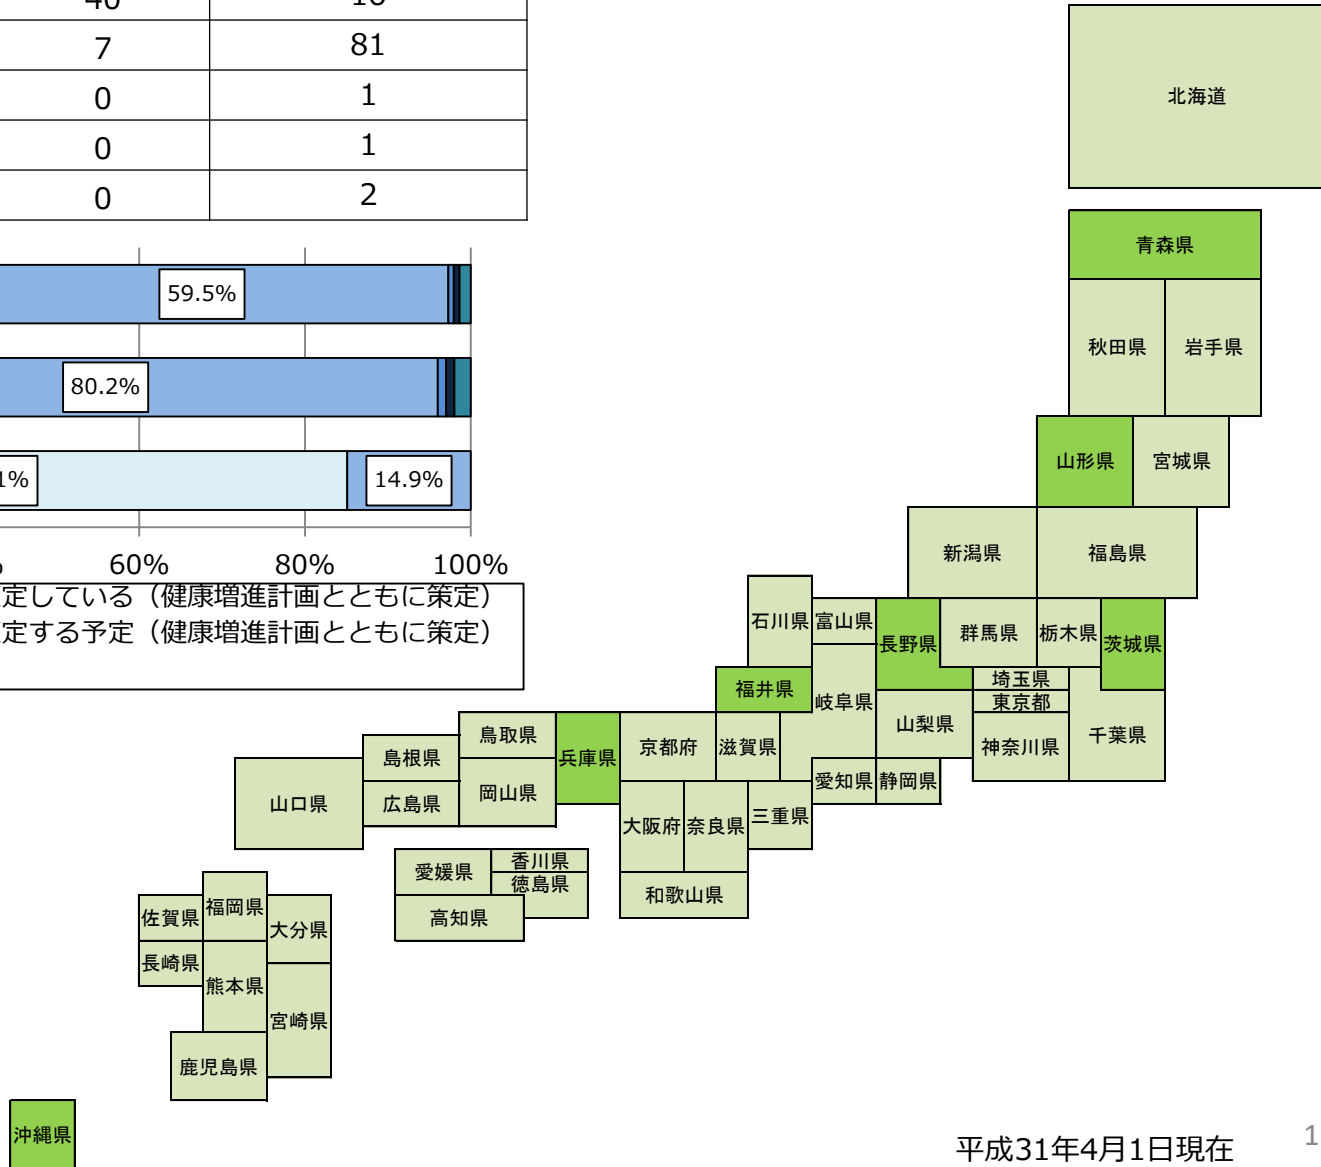 7 81
0 1
0 1
0 2
59.5%
80.2%
1%
14.9%
60% 80% 100%
定している（健康増進計画とともに策定）
定する予定（健康増進計画とともに策定）
北海道
青森県
秋田県 岩手県
山形県 宮城県
新潟県 福島県
石川県 富山県 長野県 群馬県 栃木県 茨城県
埼玉県
福井県 岐阜県 東京都
山梨県 千葉県
鳥取県 兵庫県 京都府 滋賀県 神奈川県
島根県
愛知県 静岡県
山口県 広島県 岡山県
大阪府 奈良県 三重県
愛媛県 香川県
徳島県
和歌山県
高知県
佐賀県 福岡県 大分県
長崎県
熊本県
宮崎県
鹿児島県
沖縄県
平成31年4月1日現在
1